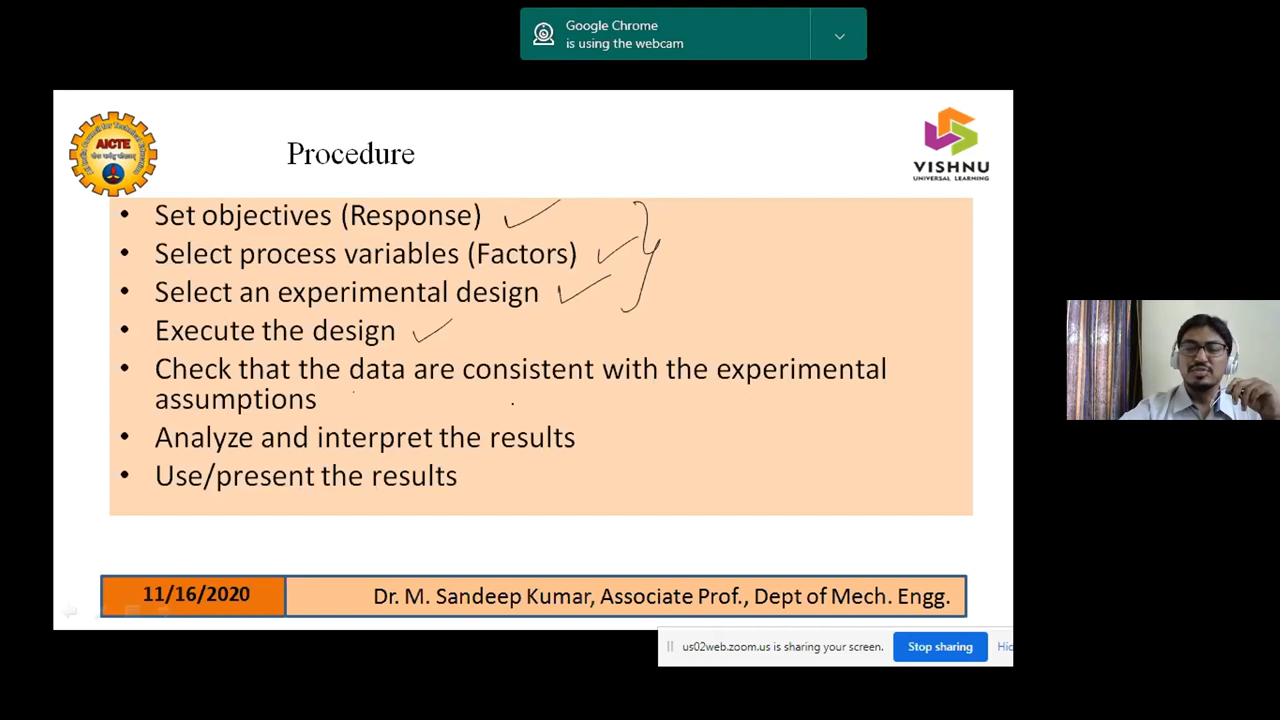 Google Chrome
is using the webcam
AICTE
Procedure
VISHNU
UNIVERSAL LEARNING
• Set objectives (Response)
• Select process variables (Factors)
• Select an experimental design
• Execute the design
• Check that the data are consistent with the experimental
assumptions
• Analyze and interpret the results
• Use/present the results
11/16/2020
Dr. M. Sandeep Kumar, Associate Prof., Dept of Mech. Engg.
us02web.zoom.us is sharing your screen.
Stop sharing